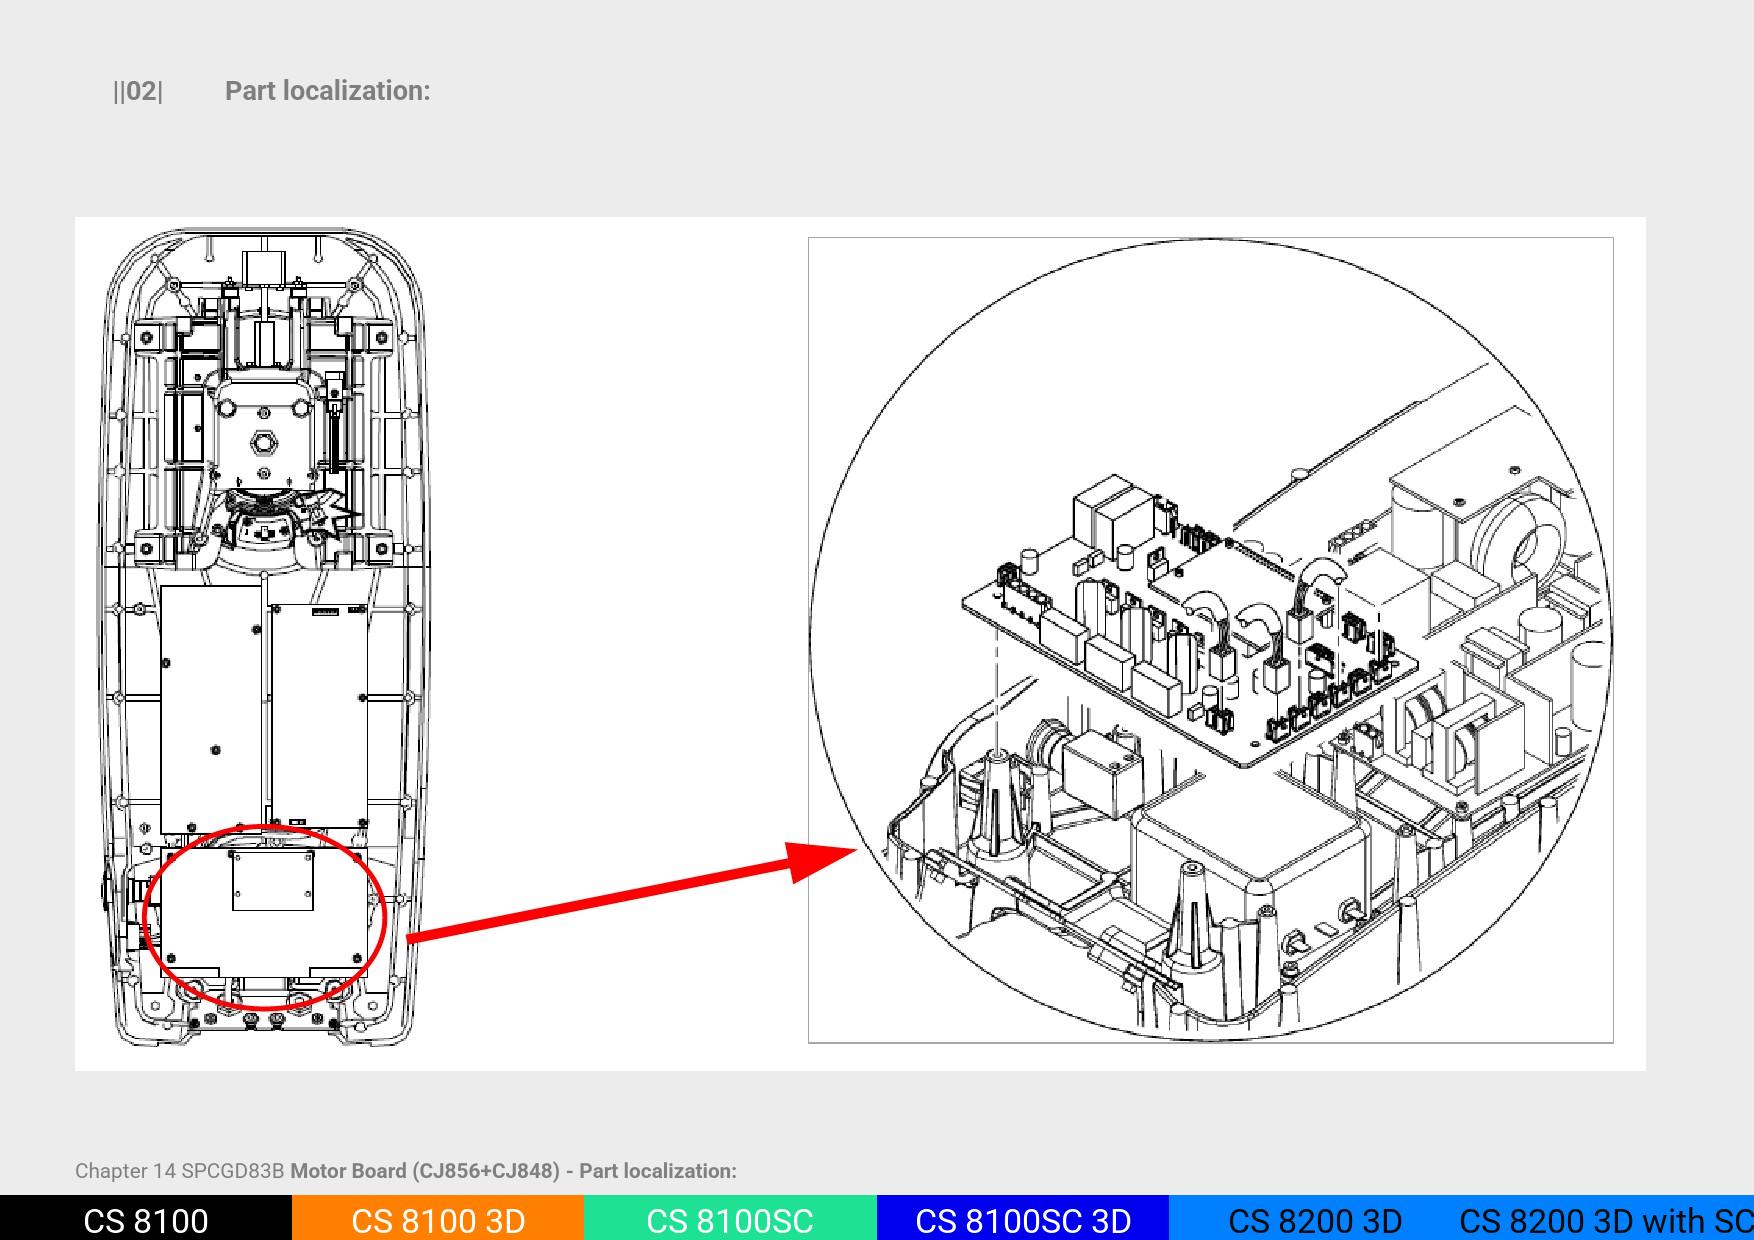 ||02| Part localization:
Chapter 14 SPCGD83B Motor Board (CJ856+CJ848) - Part localization:
CS 8100 CS 8100 3D CS 8100SC CS 8100SC 3D CS 8200 3D CS 8200 3D with SC